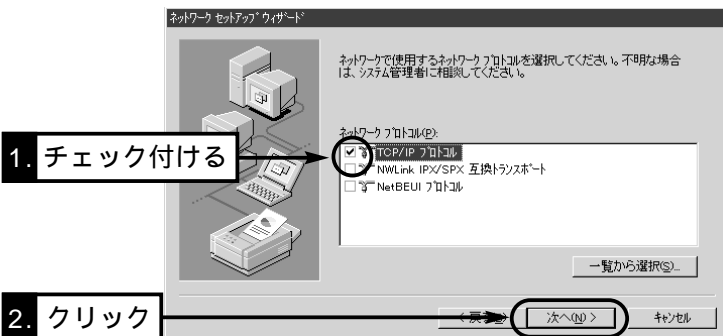 ネットワーク セットアップ ウィザード
ネットワークで使用するネットワーク プロトコルを選択してください。不明な場合
は、システム管理者に相談してください。
ネットワーク プロトコル(P):
1. チェック付ける
TCP/IP プロトコル
NWLink IPX/SPX 互換トランスポート
NetBEUI プロトコル
一覧から選択(S)...
2. クリック
< 戻る(B)
次へ(N) >
キャンセル